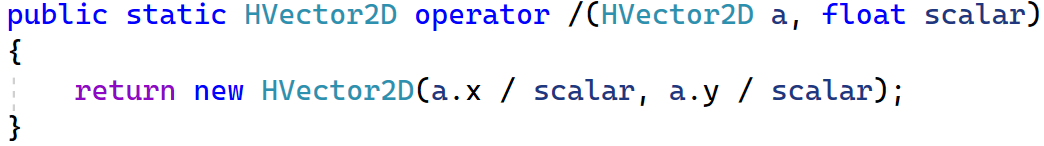 public static HVector2D operator /(HVector2D a, float scalar)
{
    return new HVector2D(a.x / scalar, a.y / scalar);
}